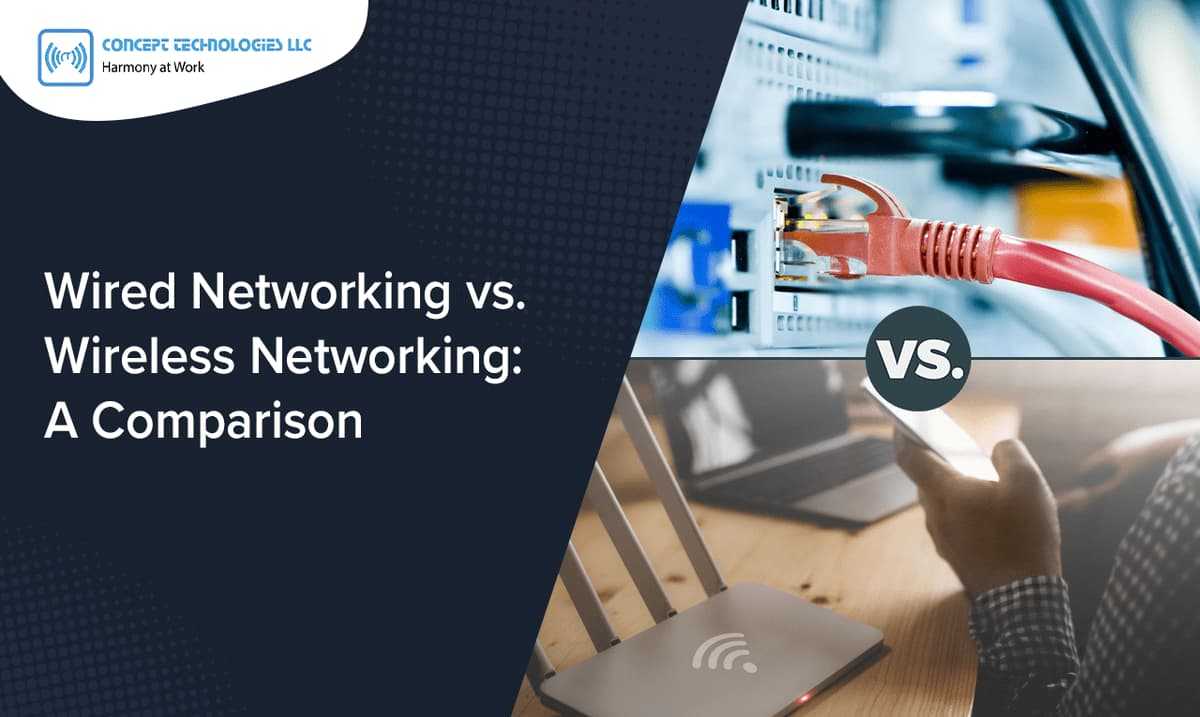 CONCEPT TECHNOLOGIES LLC
Harmony at Work
Wired Networking vs.
Wireless Networking:
A Comparison
VS.